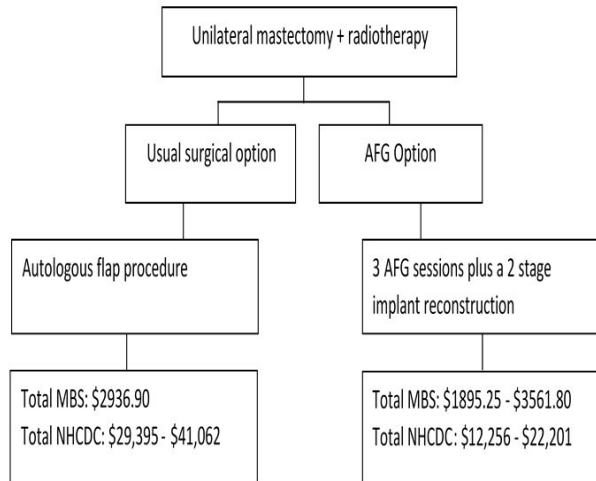 Unilateral mastectomy + radiotherapy
Usual surgical option
AFG Option
Autologous flap procedure
3 AFG sessions plus a 2 stage
implant reconstruction
Total MBS: $2936.90
Total NHCDC: $29,395 - $41,062
Total MBS: $1895.25 - $3561.80
Total NHCDC: $12,256 - $22,201